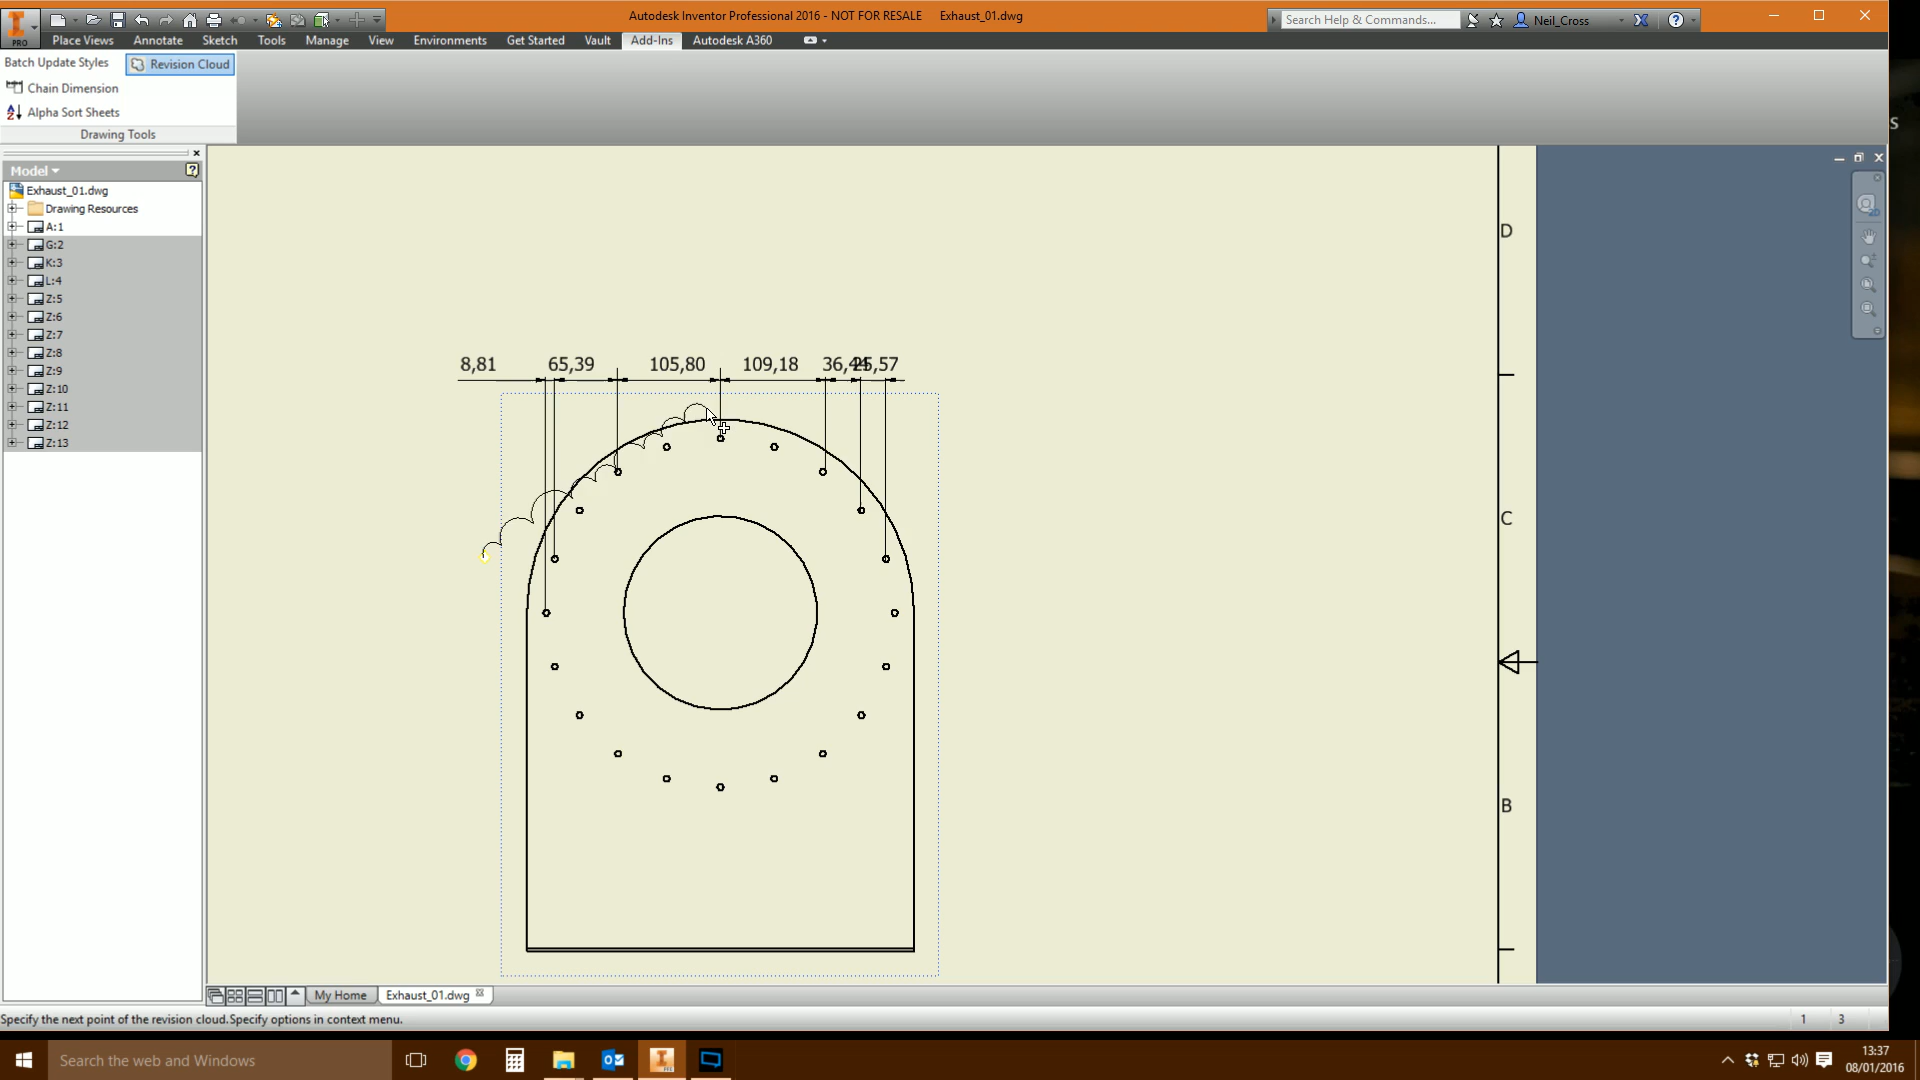 Autodesk Inventor Professional 2016 - NOT FOR RESALE Exhaust_01.dwg
Search Help & Commands...
Neil_Cross
PRO
Place Views Annotate Sketch Tools Manage View Environments Get Started Vault Add-Ins Autodesk A360
Batch Update Styles
Revision Cloud
Chain Dimension
Alpha Sort Sheets
Drawing Tools
Model
Exhaust_01.dwg
Drawing Resources
A:1
G:2
K:3
L:4
Z:5
Z:6
Z:7
Z:8
Z:9
Z:10
Z:11
Z:12
Z:13
D
8,81 65,39 105,80 109,18 36,44 25,57
C
B
My Home Exhaust_01.dwg
Specify the next point of the revision cloud.Specify options in context menu.
1 3
Search the web and Windows
13:37
08/01/2016